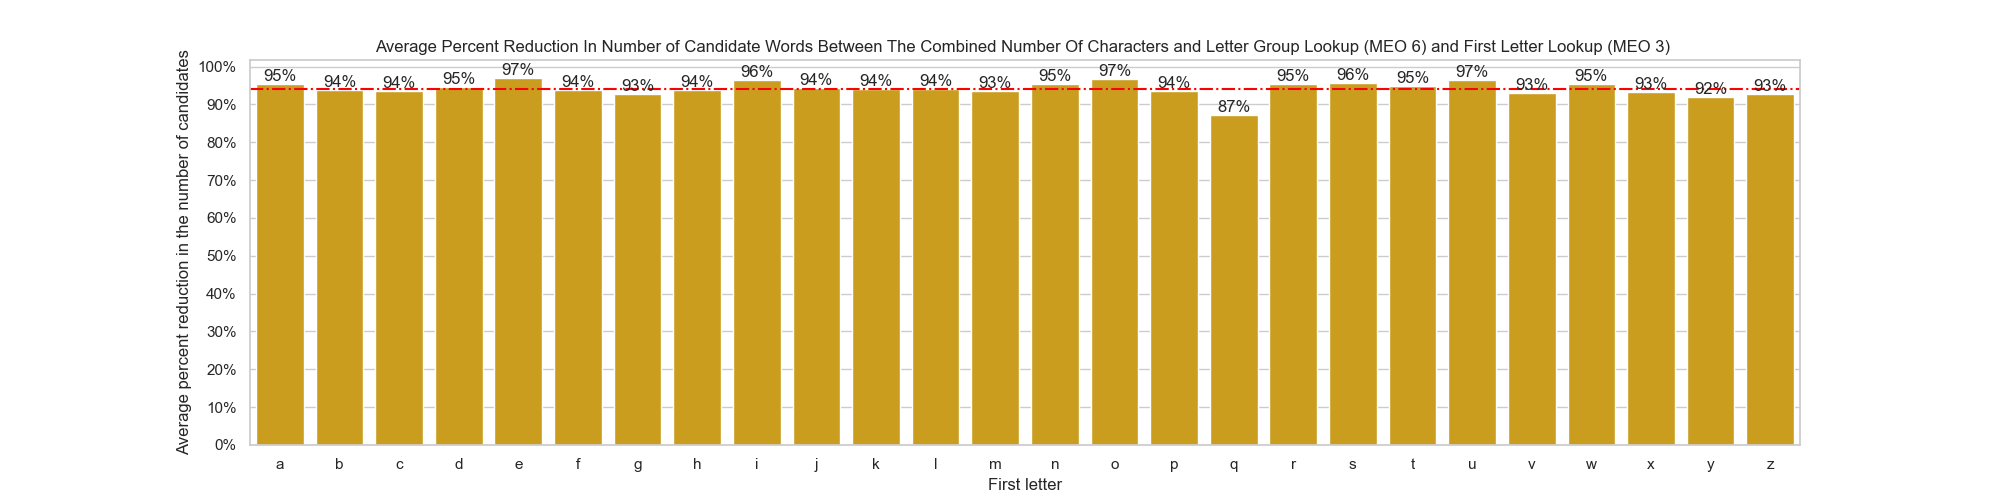 Average Percent Reduction In Number of Candidate Words Between The Combined Number Of Characters and Letter Group Lookup (MEO 6) and First Letter Lookup (MEO 3)
Average percent reduction in the number of candidates
100%
90%
80%
70%
60%
50%
40%
30%
20%
10%
0%
95% 94% 94% 95% 97% 94% 93% 94% 96% 94% 94% 94% 93% 95% 97% 94% 87% 95% 96% 95% 97% 93% 95% 93% 92% 93%
a b c d e f g h i j k l m n o p q r s t u v w x y z
First letter